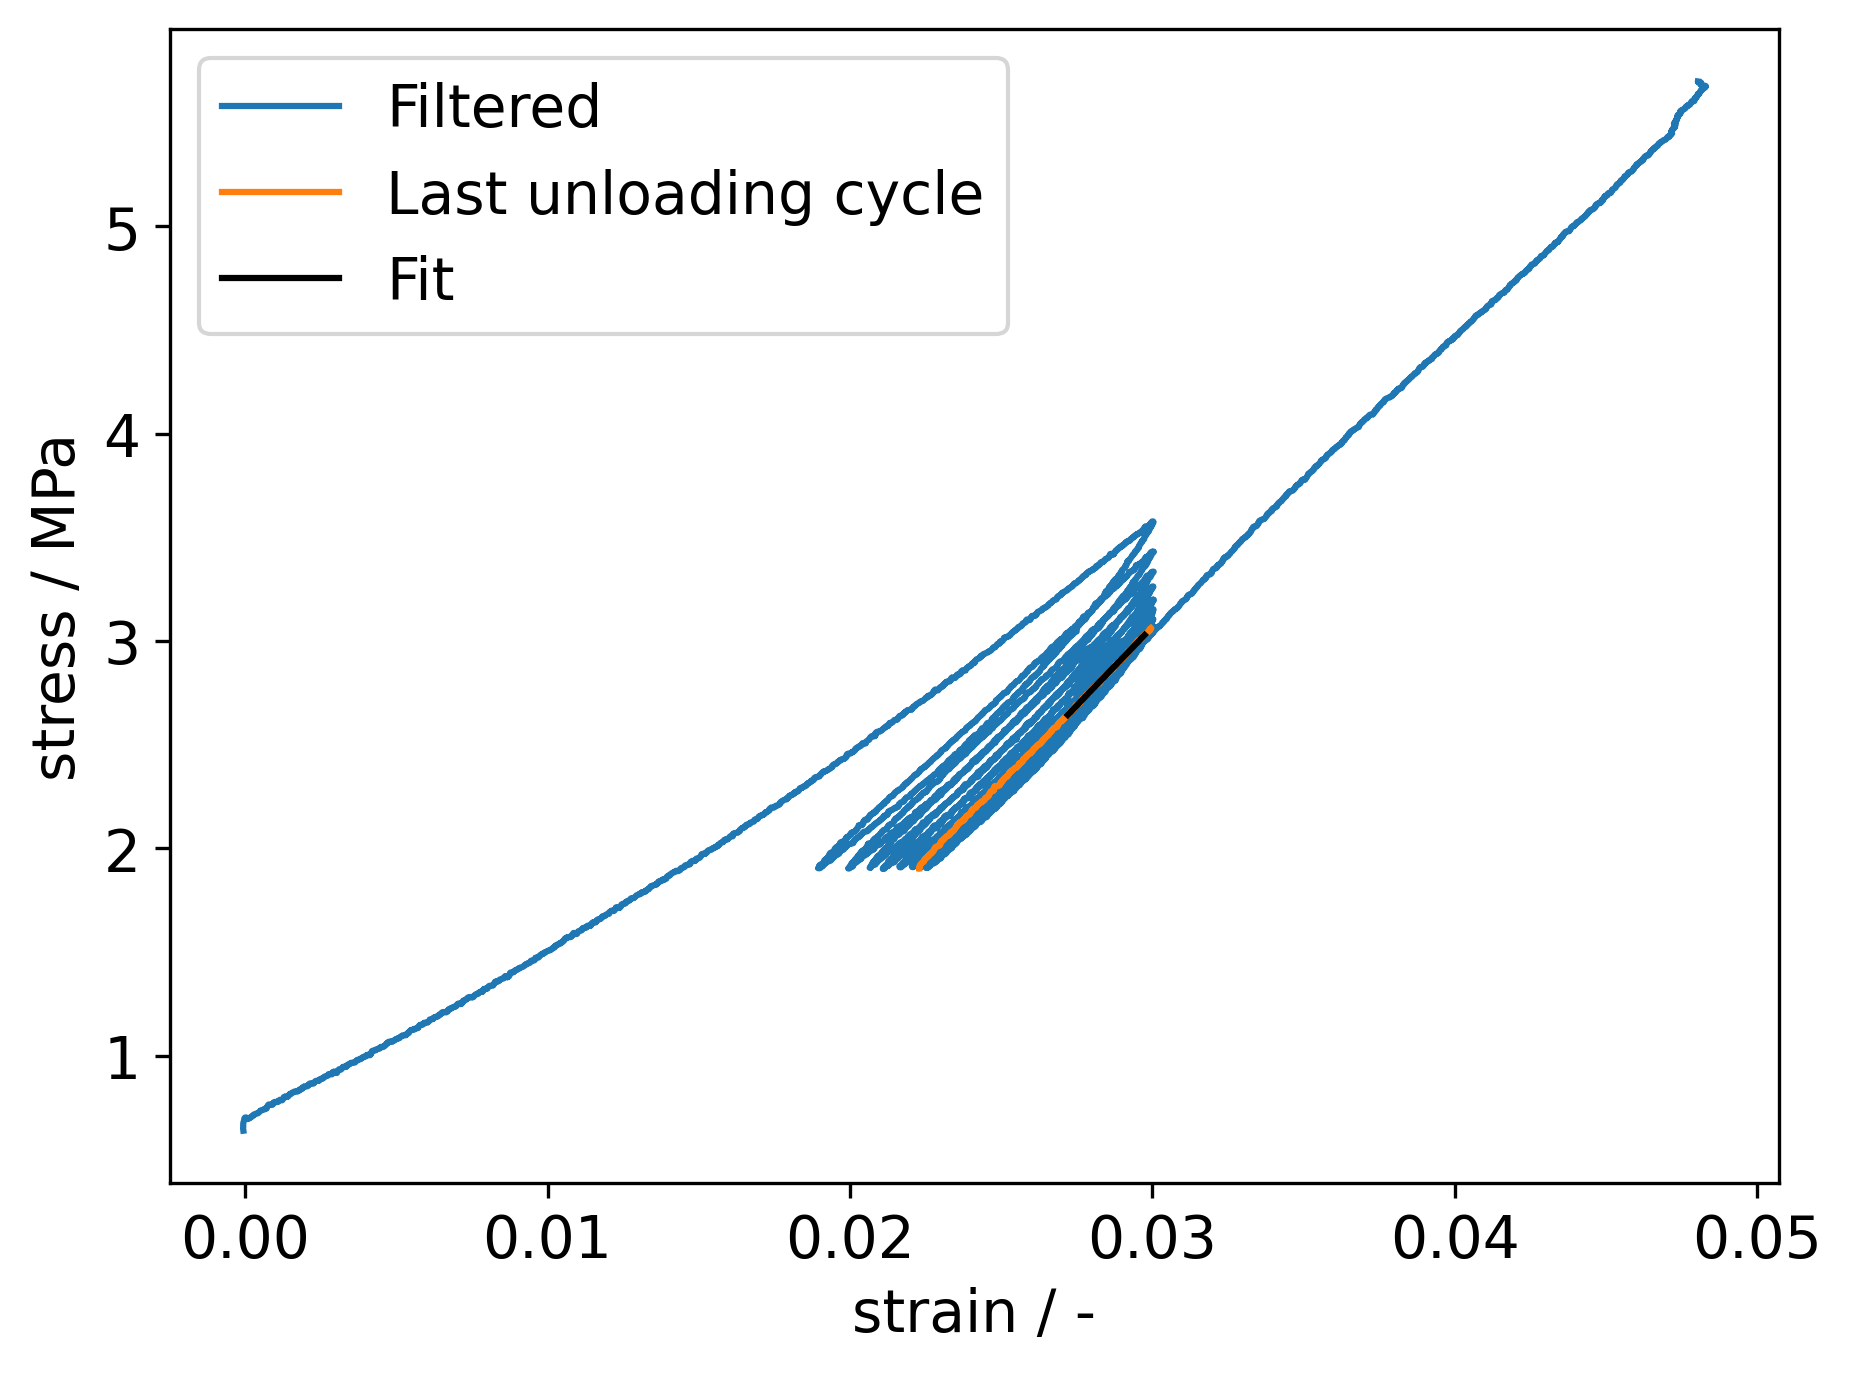 Filtered
Last unloading cycle
Fit
5
4
3
2
1
stress / MPa
0.00 0.01 0.02 0.03 0.04 0.05
strain / -